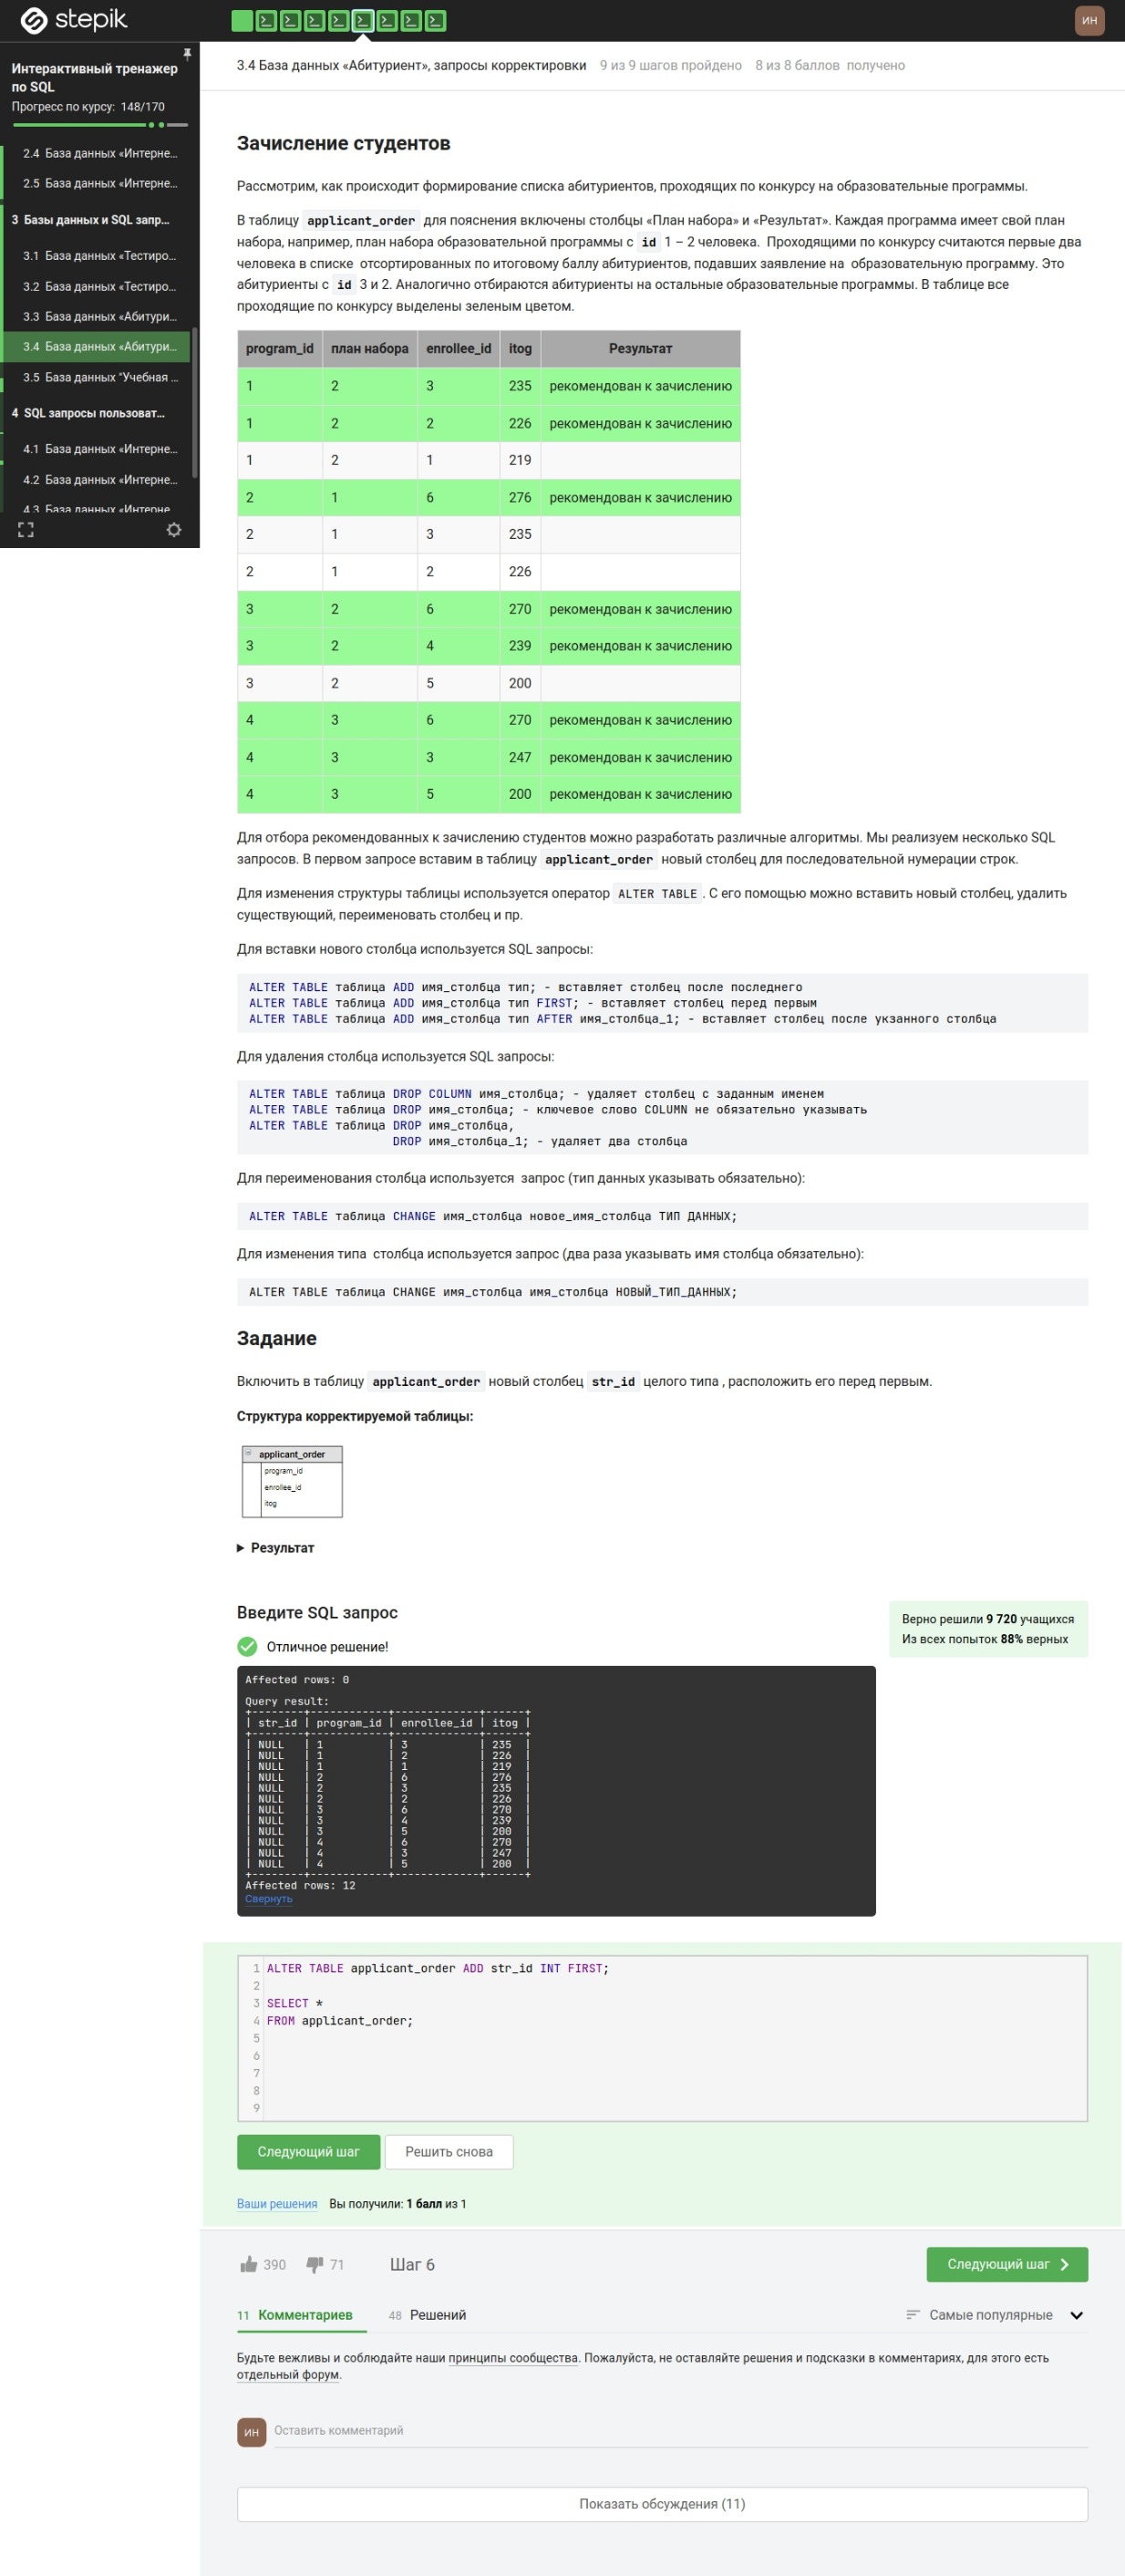 stepik
ИН
Интерактивный тренажер
по SQL
Прогресс по курсу: 148/170
2.4 База данных «Интерне...
2.5 База данных «Интерне...
3 Базы данных и SQL запр...
3.1 База данных «Тестиро...
3.2 База данных «Тестиро...
3.3 База данных «Абитури...
3.4 База данных «Абитури...
3.5 База данных "Учебная ...
4 SQL запросы пользоват...
4.1 База данных «Интерне...
4.2 База данных «Интерне...
4.3 База данных «Интерне
3.4 База данных «Абитуриент», запросы корректировки 9 из 9 шагов пройдено 8 из 8 баллов получено
Зачисление студентов
Рассмотрим, как происходит формирование списка абитуриентов, проходящих по конкурсу на образовательные программы.
В таблицу applicant_order для пояснения включены столбцы «План набора» и «Результат». Каждая программа имеет свой план
набора, например, план набора образовательной программы с id 1 – 2 человека. Проходящими по конкурсу считаются первые два
человека в списке отсортированных по итоговому баллу абитуриентов, подавших заявление на образовательную программу. Это
абитуриенты с id 3 и 2. Аналогично отбираются абитуриенты на остальные образовательные программы. В таблице все
проходящие по конкурсу выделены зеленым цветом.
program_id план набора enrollee_id itog Результат
1 2 3 235 рекомендован к зачислению
1 2 2 226 рекомендован к зачислению
1 2 1 219
2 1 6 276 рекомендован к зачислению
2 1 3 235
2 1 2 226
3 2 6 270 рекомендован к зачислению
3 2 4 239 рекомендован к зачислению
3 2 5 200
4 3 6 270 рекомендован к зачислению
4 3 3 247 рекомендован к зачислению
4 3 5 200 рекомендован к зачислению
Для отбора рекомендованных к зачислению студентов можно разработать различные алгоритмы. Мы реализуем несколько SQL
запросов. В первом запросе вставим в таблицу applicant_order новый столбец для последовательной нумерации строк.
Для изменения структуры таблицы используется оператор ALTER TABLE. С его помощью можно вставить новый столбец, удалить
существующий, переименовать столбец и пр.
Для вставки нового столбца используется SQL запросы:
ALTER TABLE таблица ADD имя_столбца тип; - вставляет столбец после последнего
ALTER TABLE таблица ADD имя_столбца тип FIRST; - вставляет столбец перед первым
ALTER TABLE таблица ADD имя_столбца тип AFTER имя_столбца_1; - вставляет столбец после укзанного столбца
Для удаления столбца используется SQL запросы:
ALTER TABLE таблица DROP COLUMN имя_столбца; - удаляет столбец с заданным именем
ALTER TABLE таблица DROP имя_столбца; - ключевое слово COLUMN не обязательно указывать
ALTER TABLE таблица DROP имя_столбца,
DROP имя_столбца_1; - удаляет два столбца
Для переименования столбца используется запрос (тип данных указывать обязательно):
ALTER TABLE таблица CHANGE имя_столбца новое_имя_столбца ТИП ДАННЫХ;
Для изменения типа столбца используется запрос (два раза указывать имя столбца обязательно):
ALTER TABLE таблица CHANGE имя_столбца имя_столбца НОВЫЙ_ТИП_ДАННЫХ;
Задание
Включить в таблицу applicant_order новый столбец str_id целого типа , расположить его перед первым.
Структура корректируемой таблицы:
applicant_order
program_id
enrollee_id
itog
Результат
Введите SQL запрос
Верно решили 9 720 учащихся
Из всех попыток 88% верных
Отличное решение!
Affected rows: 0
Query result:
+--------+------------+-------------+------+
| str_id | program_id | enrollee_id | itog |
+--------+------------+-------------+------+
| NULL | 1 | 3 | 235 |
| NULL | 1 | 2 | 226 |
| NULL | 1 | 1 | 219 |
| NULL | 2 | 6 | 276 |
| NULL | 2 | 3 | 235 |
| NULL | 2 | 2 | 226 |
| NULL | 3 | 6 | 270 |
| NULL | 3 | 4 | 239 |
| NULL | 3 | 5 | 200 |
| NULL | 4 | 6 | 270 |
| NULL | 4 | 3 | 247 |
| NULL | 4 | 5 | 200 |
+--------+------------+-------------+------+
Affected rows: 12
Свернуть
1 ALTER TABLE applicant_order ADD str_id INT FIRST;
2
3 SELECT *
4 FROM applicant_order;
5
6
7
8
9
Следующий шаг Решить снова
Ваши решения Вы получили: 1 балл из 1
390 71 Шаг 6 Следующий шаг
11 Комментариев 48 Решений Самые популярные
Будьте вежливы и соблюдайте наши принципы сообщества. Пожалуйста, не оставляйте решения и подсказки в комментариях, для этого есть
отдельный форум.
ИН Оставить комментарий
Показать обсуждения (11)